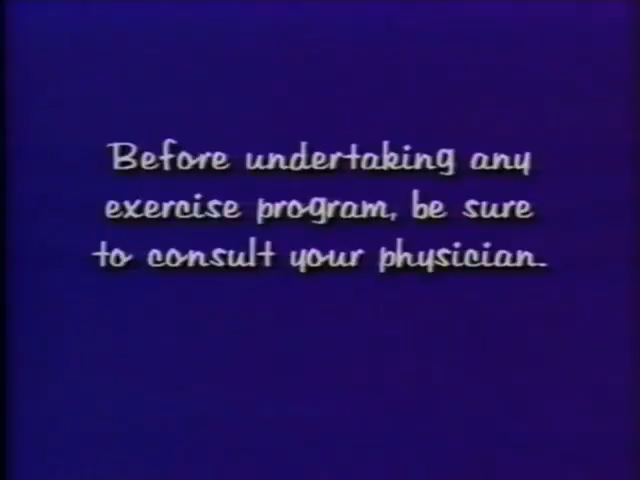 Before undertaking any
exercise program, be sure
to consult your physician.